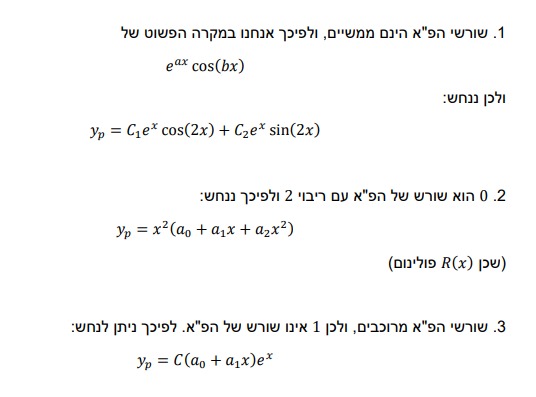 1. שורשי הפ"א הינם ממשיים, ולפיכך אנחנו במקרה הפשוט של
e^{ax} cos(bx)
ולכן ננחש:
y_p = C_1e^x cos(2x) + C_2e^x sin(2x)
2. 0 הוא שורש של הפ"א עם ריבוי 2 ולפיכך ננחש:
y_p = x^2(a_0 + a_1x + a_2x^2)
(שכן R(x) פולינום)
3. שורשי הפ"א מרוכבים, ולכן 1 אינו שורש של הפ"א. לפיכך ניתן לנחש:
y_p = C(a_0 + a_1x)e^x